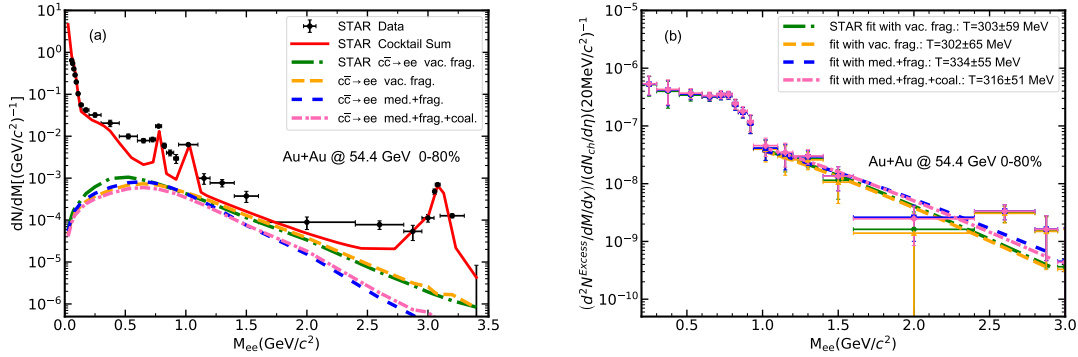 (a)
STAR Data
STAR Cocktail Sum
STAR cc̅→ee vac. frag.
cc̅→ee vac. frag.
cc̅→ee med.+frag.
cc̅→ee med.+frag.+coal.
Au+Au @ 54.4 GeV 0-80%
dN/dM[(GeV/c²)⁻¹]
10¹
10⁰
10⁻¹
10⁻²
10⁻³
10⁻⁴
10⁻⁵
10⁻⁶
0.0 0.5 1.0 1.5 2.0 2.5 3.0 3.5
Mₑₑ(GeV/c²)
(b)
STAR fit with vac. frag.: T=303±59 MeV
fit with vac. frag.: T=302±65 MeV
fit with med.+frag.: T=334±55 MeV
fit with med.+frag.+coal.: T=316±51 MeV
Au+Au @ 54.4 GeV 0-80%
(d²N^Excess/dM/dy)/(dN_ch/dη)(20MeV/c²)⁻¹
10⁻⁵
10⁻⁶
10⁻⁷
10⁻⁸
10⁻⁹
10⁻¹⁰
0.5 1.0 1.5 2.0 2.5 3.0
Mₑₑ(GeV/c²)